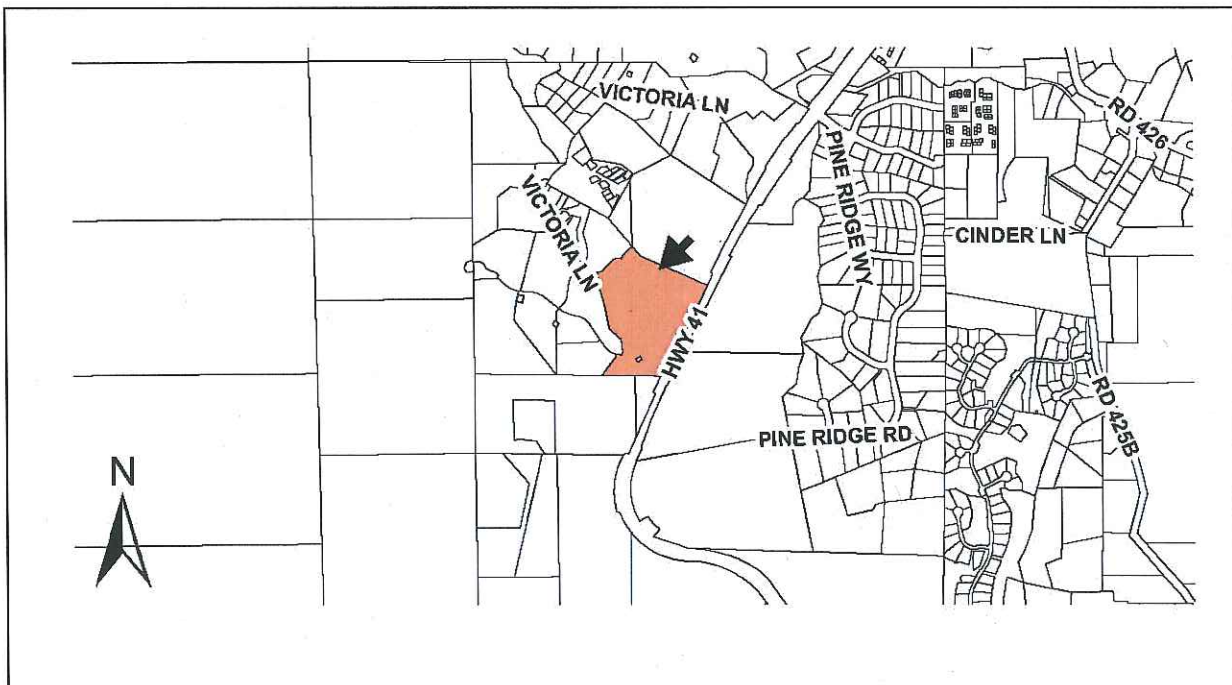 VICTORIA LN
RD 426
PINE RIDGE WY
VICTORIA LN
CINDER LN
HWY 41
RD 425B
PINE RIDGE RD
N